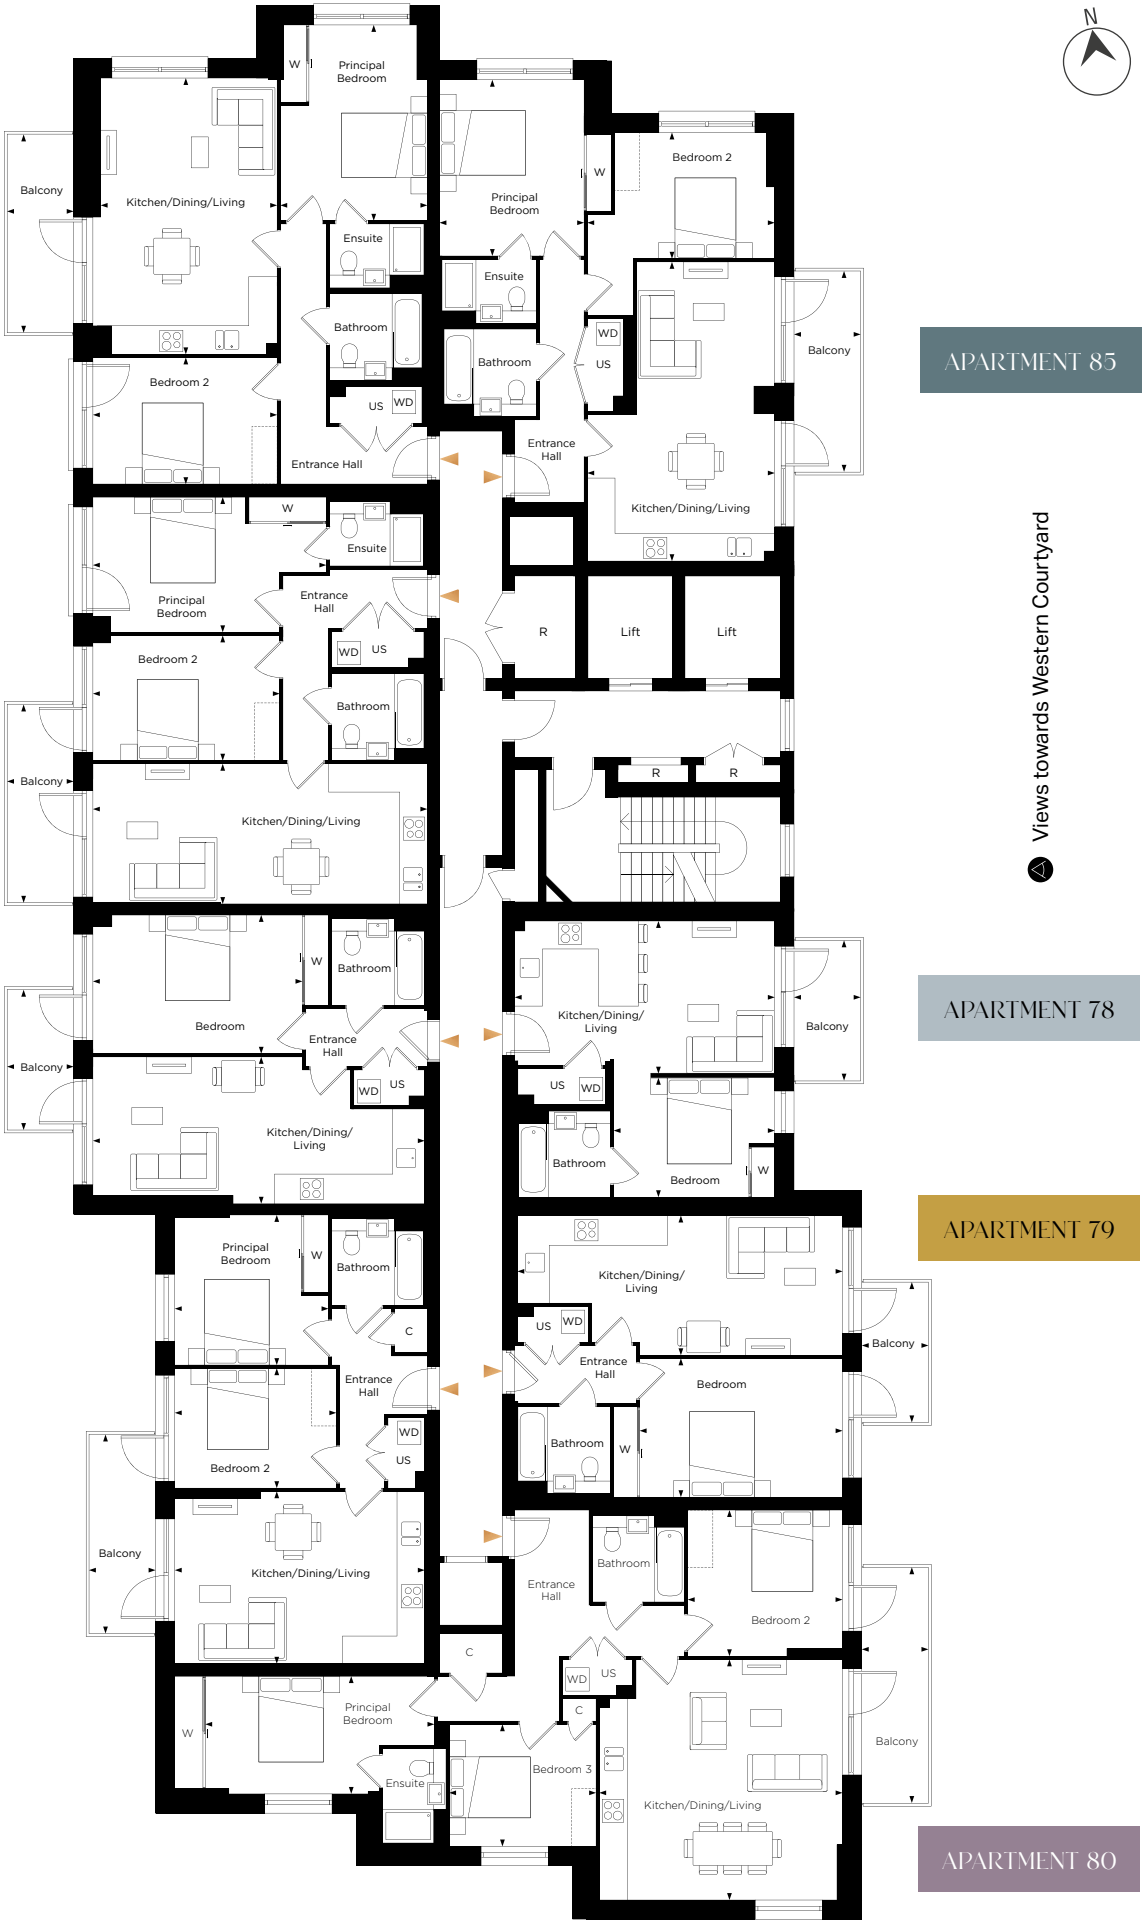 N
W
Principal
Bedroom
Balcony
Kitchen/Dining/Living
Ensuite
Bathroom
Bedroom 2
US
WD
Entrance Hall
Principal
Bedroom
W
Bedroom 2
Ensuite
Bathroom
WD
US
Balcony
Entrance
Hall
Kitchen/Dining/Living
APARTMENT 85
W
Ensuite
Principal
Bedroom
Entrance
Hall
WD
US
Bedroom 2
Bathroom
Balcony
Kitchen/Dining/Living
R
Lift
Lift
R
R
Views towards Western Courtyard
W
Bathroom
Bedroom
Entrance
Hall
Balcony
WD
US
Kitchen/Dining/
Living
Kitchen/Dining/
Living
Balcony
US
WD
Bathroom
Bedroom
W
APARTMENT 78
Principal
Bedroom
W
Bathroom
C
Entrance
Hall
WD
US
Bedroom 2
Balcony
Kitchen/Dining/Living
Kitchen/Dining/
Living
US
WD
Entrance
Hall
Balcony
Bedroom
Bathroom
W
APARTMENT 79
Entrance
Hall
Bathroom
Bedroom 2
C
WD
US
C
Principal
Bedroom
W
Ensuite
Bedroom 3
Kitchen/Dining/Living
Balcony
APARTMENT 80